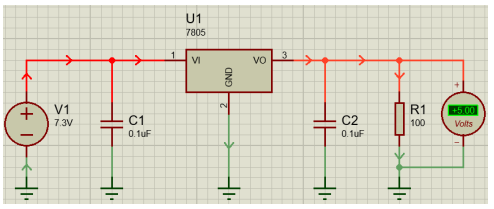 U1
7805
1
VI
VO
3
GND
2
V1
7.3V
C1
0.1uF
C2
0.1uF
R1
100
+5.00
Volts